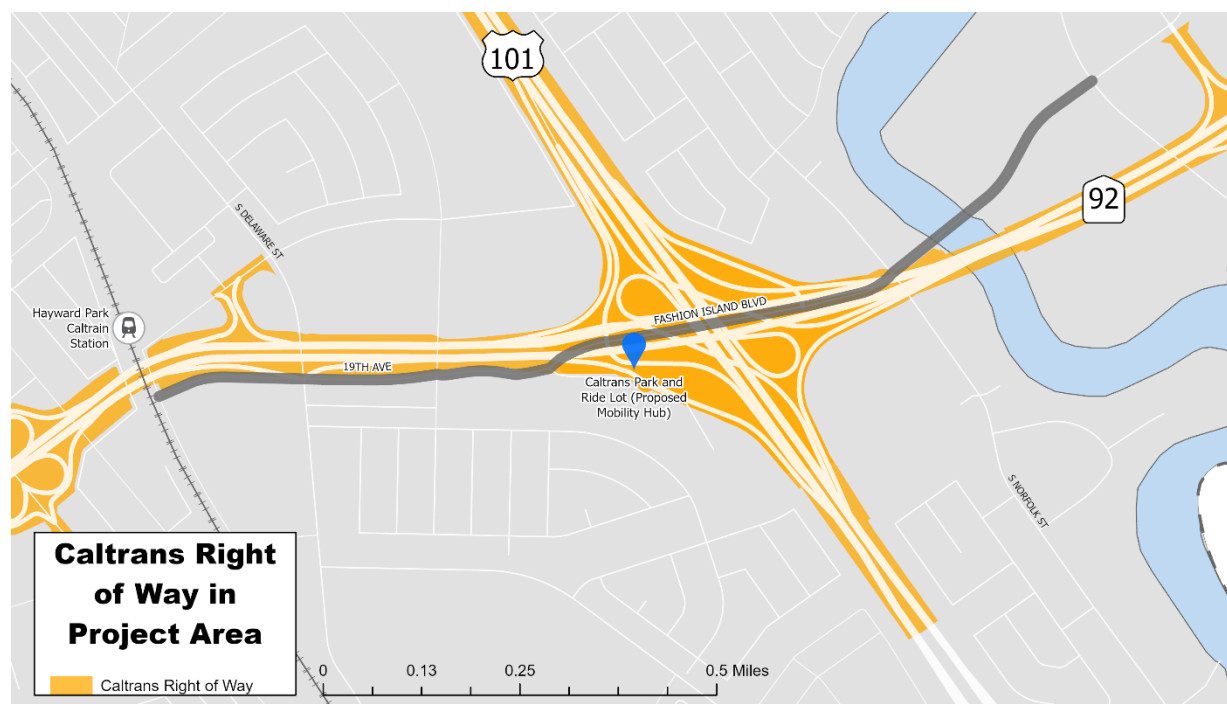 101
92
S DELAWARE ST
Hayward Park
Caltrain
Station
FASHION ISLAND BLVD
19TH AVE
Caltrans Park and
Ride Lot (Proposed
Mobility Hub)
S NORFOLK ST
Caltrans Right
of Way in
Project Area
Caltrans Right of Way
0 0.13 0.25 0.5 Miles